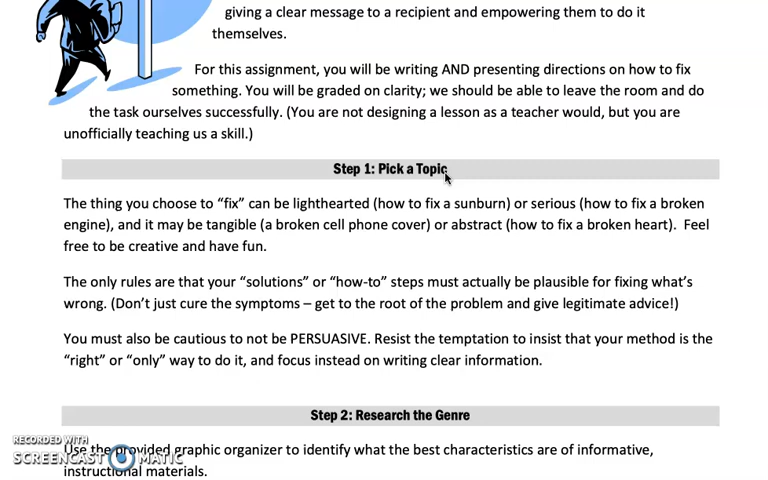 giving a clear message to a recipient and empowering them to do it
themselves.
For this assignment, you will be writing AND presenting directions on how to fix
something. You will be graded on clarity; we should be able to leave the room and do
the task ourselves successfully. (You are not designing a lesson as a teacher would, but you are
unofficially teaching us a skill.)
Step 1: Pick a Topic
The thing you choose to “fix” can be lighthearted (how to fix a sunburn) or serious (how to fix a broken
engine), and it may be tangible (a broken cell phone cover) or abstract (how to fix a broken heart).  Feel
free to be creative and have fun.
The only rules are that your “solutions” or “how-to” steps must actually be plausible for fixing what’s
wrong. (Don’t just cure the symptoms – get to the root of the problem and give legitimate advice!)
You must also be cautious to not be PERSUASIVE. Resist the temptation to insist that your method is the
“right” or “only” way to do it, and focus instead on writing clear information.
Step 2: Research the Genre
Use the provided graphic organizer to identify what the best characteristics are of informative,
instructional materials.
RECORDED WITH
SCREENCAST MATIC